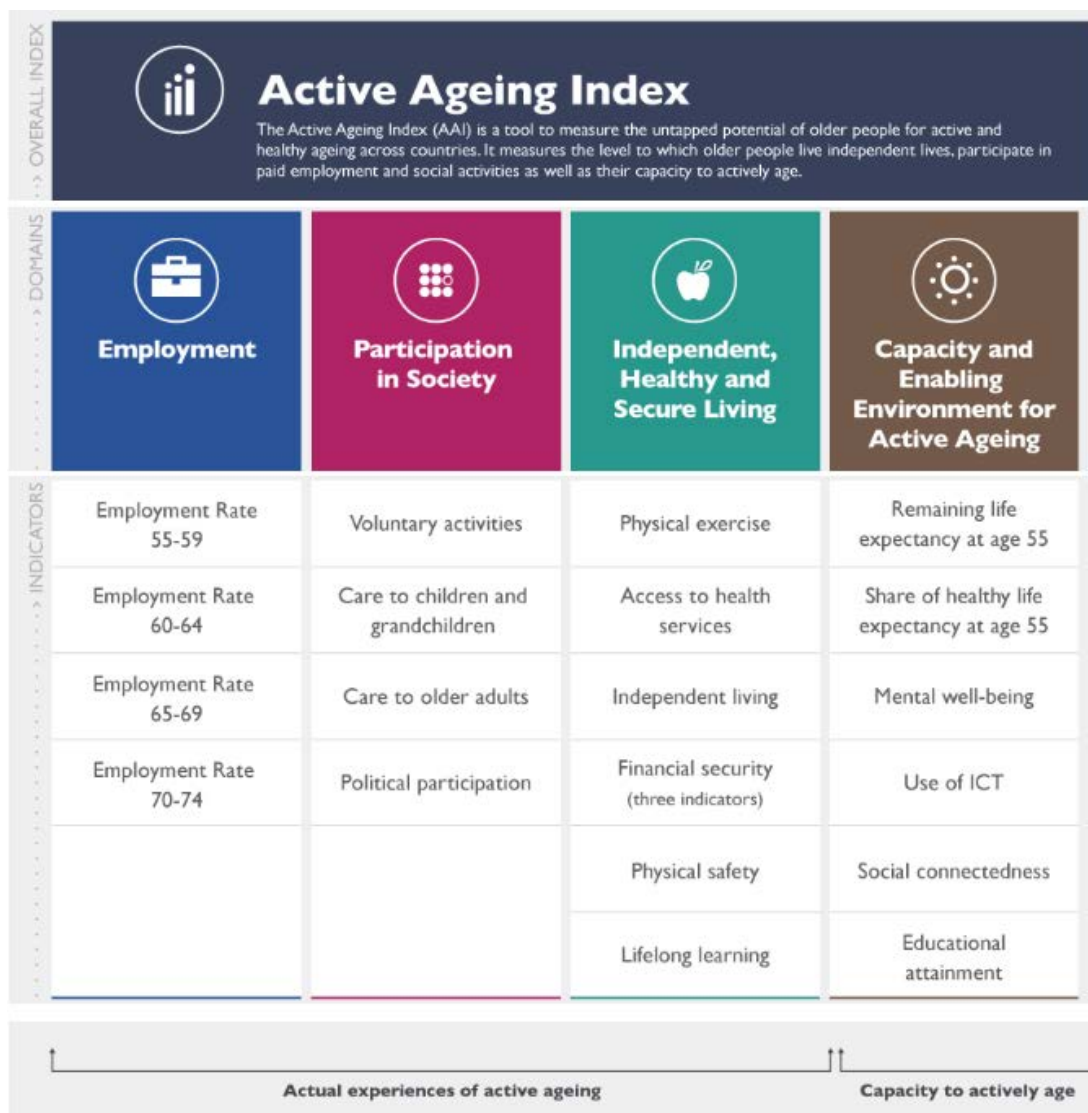 --> OVERALL INDEX
Active Ageing Index
The Active Ageing Index (AAI) is a tool to measure the untapped potential of older people for active and
healthy ageing across countries. It measures the level to which older people live independent lives, participate in
paid employment and social activities as well as their capacity to actively age.
DOMAINS
Employment
Participation
in Society
Independent,
Healthy and
Secure Living
Capacity and
Enabling
Environment for
Active Ageing
INDICATORS
Employment Rate
55-59
Voluntary activities
Physical exercise
Remaining life
expectancy at age 55
Employment Rate
60-64
Care to children and
grandchildren
Access to health
services
Share of healthy life
expectancy at age 55
Employment Rate
65-69
Care to older adults
Independent living
Mental well-being
Employment Rate
70-74
Political participation
Financial security
(three indicators)
Use of ICT
Physical safety
Social connectedness
Lifelong learning
Educational
attainment
Actual experiences of active ageing
Capacity to actively age